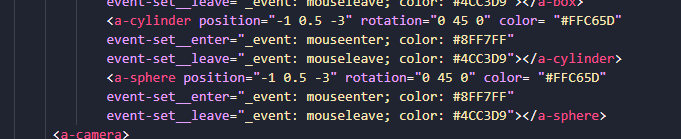 event-set__leave="_event: mouseleave; color: #4CC3D9"></a-box>
<a-cylinder position="-1 0.5 -3" rotation="0 45 0" color= "#FFC65D"
event-set__enter="_event: mouseenter; color: #8FF7FF"
event-set__leave="_event: mouseleave; color: #4CC3D9"></a-cylinder>
<a-sphere position="-1 0.5 -3" rotation="0 45 0" color= "#FFC65D"
event-set__enter="_event: mouseenter; color: #8FF7FF"
event-set__leave="_event: mouseleave; color: #4CC3D9"></a-sphere>
<a-camera>